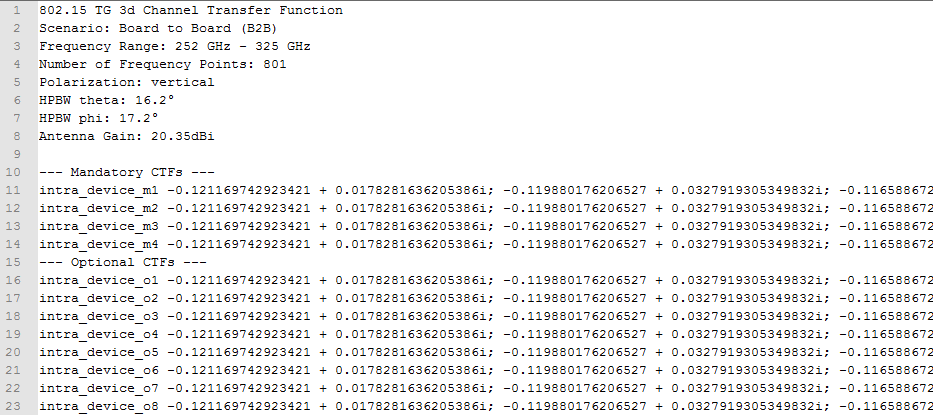 1 802.15 TG 3d Channel Transfer Function
2 Scenario: Board to Board (B2B)
3 Frequency Range: 252 GHz - 325 GHz
4 Number of Frequency Points: 801
5 Polarization: vertical
6 HPBW theta: 16.2°
7 HPBW phi: 17.2°
8 Antenna Gain: 20.35dBi
9
10 --- Mandatory CTFs ---
11 intra_device_m1 -0.121169742923421 + 0.0178281636205386i; -0.119880176206527 + 0.0327919305349832i; -0.116588672
12 intra_device_m2 -0.121169742923421 + 0.0178281636205386i; -0.119880176206527 + 0.0327919305349832i; -0.116588672
13 intra_device_m3 -0.121169742923421 + 0.0178281636205386i; -0.119880176206527 + 0.0327919305349832i; -0.116588672
14 intra_device_m4 -0.121169742923421 + 0.0178281636205386i; -0.119880176206527 + 0.0327919305349832i; -0.116588672
15 --- Optional CTFs ---
16 intra_device_o1 -0.121169742923421 + 0.0178281636205386i; -0.119880176206527 + 0.0327919305349832i; -0.116588672
17 intra_device_o2 -0.121169742923421 + 0.0178281636205386i; -0.119880176206527 + 0.0327919305349832i; -0.116588672
18 intra_device_o3 -0.121169742923421 + 0.0178281636205386i; -0.119880176206527 + 0.0327919305349832i; -0.116588672
19 intra_device_o4 -0.121169742923421 + 0.0178281636205386i; -0.119880176206527 + 0.0327919305349832i; -0.116588672
20 intra_device_o5 -0.121169742923421 + 0.0178281636205386i; -0.119880176206527 + 0.0327919305349832i; -0.116588672
21 intra_device_o6 -0.121169742923421 + 0.0178281636205386i; -0.119880176206527 + 0.0327919305349832i; -0.116588672
22 intra_device_o7 -0.121169742923421 + 0.0178281636205386i; -0.119880176206527 + 0.0327919305349832i; -0.116588672
23 intra_device_o8 -0.121169742923421 + 0.0178281636205386i; -0.119880176206527 + 0.0327919305349832i; -0.116588672